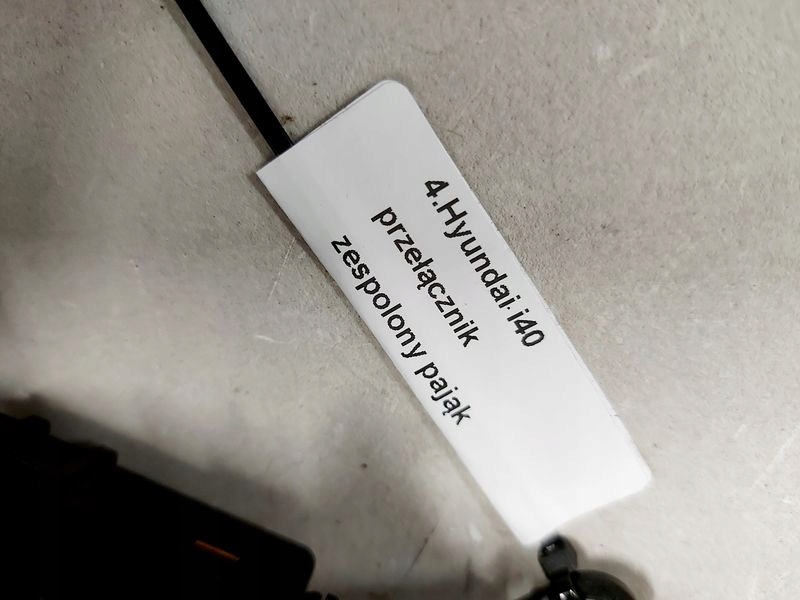 4.Hyundai i40
przełącznik
zespolony pająk